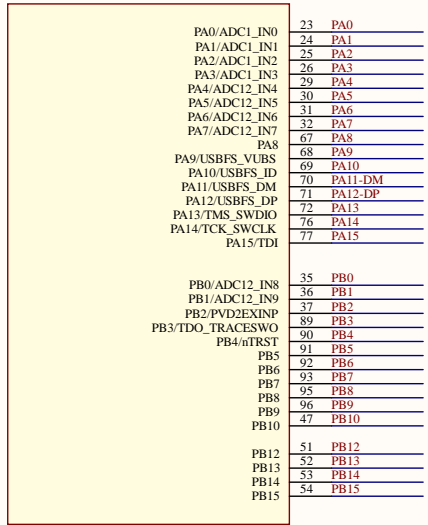 PA0/ADC1_IN0 23 PA0
PA1/ADC1_IN1 24 PA1
PA2/ADC1_IN2 25 PA2
PA3/ADC1_IN3 26 PA3
PA4/ADC12_IN4 29 PA4
PA5/ADC12_IN5 30 PA5
PA6/ADC12_IN6 31 PA6
PA7/ADC12_IN7 32 PA7
PA8 67 PA8
PA9/USBFS_VUBS 68 PA9
PA10/USBFS_ID 69 PA10
PA11/USBFS_DM 70 PA11-DM
PA12/USBFS_DP 71 PA12-DP
PA13/TMS_SWDIO 72 PA13
PA14/TCK_SWCLK 76 PA14
PA15/TDI 77 PA15
PB0/ADC12_IN8 35 PB0
PB1/ADC12_IN9 36 PB1
PB2/PVD2EXINP 37 PB2
PB3/TDO_TRACESWO 89 PB3
PB4/nTRST 90 PB4
PB5 91 PB5
PB6 92 PB6
PB7 93 PB7
PB8 95 PB8
PB9 96 PB9
PB10 47 PB10
PB12 51 PB12
PB13 52 PB13
PB14 53 PB14
PB15 54 PB15